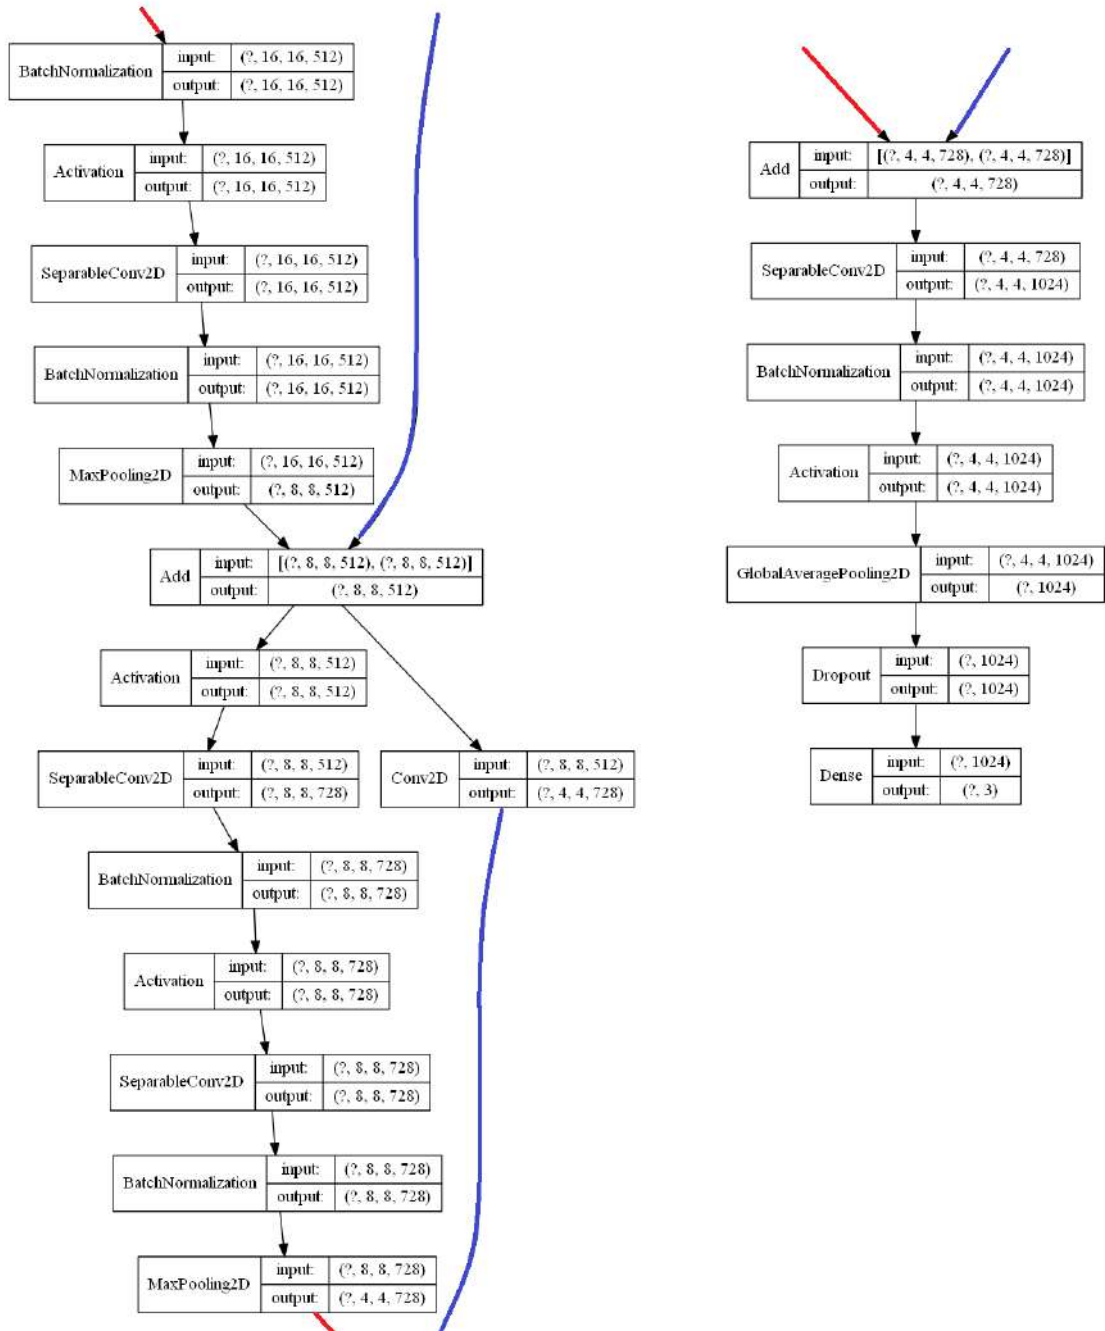 BatchNormalization input: (?, 16, 16, 512)
output: (?, 16, 16, 512)
Activation input: (?, 16, 16, 512)
output: (?, 16, 16, 512)
SeparableConv2D input: (?, 16, 16, 512)
output: (?, 16, 16, 512)
BatchNormalization input: (?, 16, 16, 512)
output: (?, 16, 16, 512)
MaxPooling2D input: (?, 16, 16, 512)
output: (?, 8, 8, 512)
Add input: [(?, 8, 8, 512), (?, 8, 8, 512)]
output: (?, 8, 8, 512)
Activation input: (?, 8, 8, 512)
output: (?, 8, 8, 512)
SeparableConv2D input: (?, 8, 8, 512)
output: (?, 8, 8, 728)
Conv2D input: (?, 8, 8, 512)
output: (?, 4, 4, 728)
BatchNormalization input: (?, 8, 8, 728)
output: (?, 8, 8, 728)
Activation input: (?, 8, 8, 728)
output: (?, 8, 8, 728)
SeparableConv2D input: (?, 8, 8, 728)
output: (?, 8, 8, 728)
BatchNormalization input: (?, 8, 8, 728)
output: (?, 8, 8, 728)
MaxPooling2D input: (?, 8, 8, 728)
output: (?, 4, 4, 728)
Add input: [(?, 4, 4, 728), (?, 4, 4, 728)]
output: (?, 4, 4, 728)
SeparableConv2D input: (?, 4, 4, 728)
output: (?, 4, 4, 1024)
BatchNormalization input: (?, 4, 4, 1024)
output: (?, 4, 4, 1024)
Activation input: (?, 4, 4, 1024)
output: (?, 4, 4, 1024)
GlobalAveragePooling2D input: (?, 4, 4, 1024)
output: (?, 1024)
Dropout input: (?, 1024)
output: (?, 1024)
Dense input: (?, 1024)
output: (?, 3)